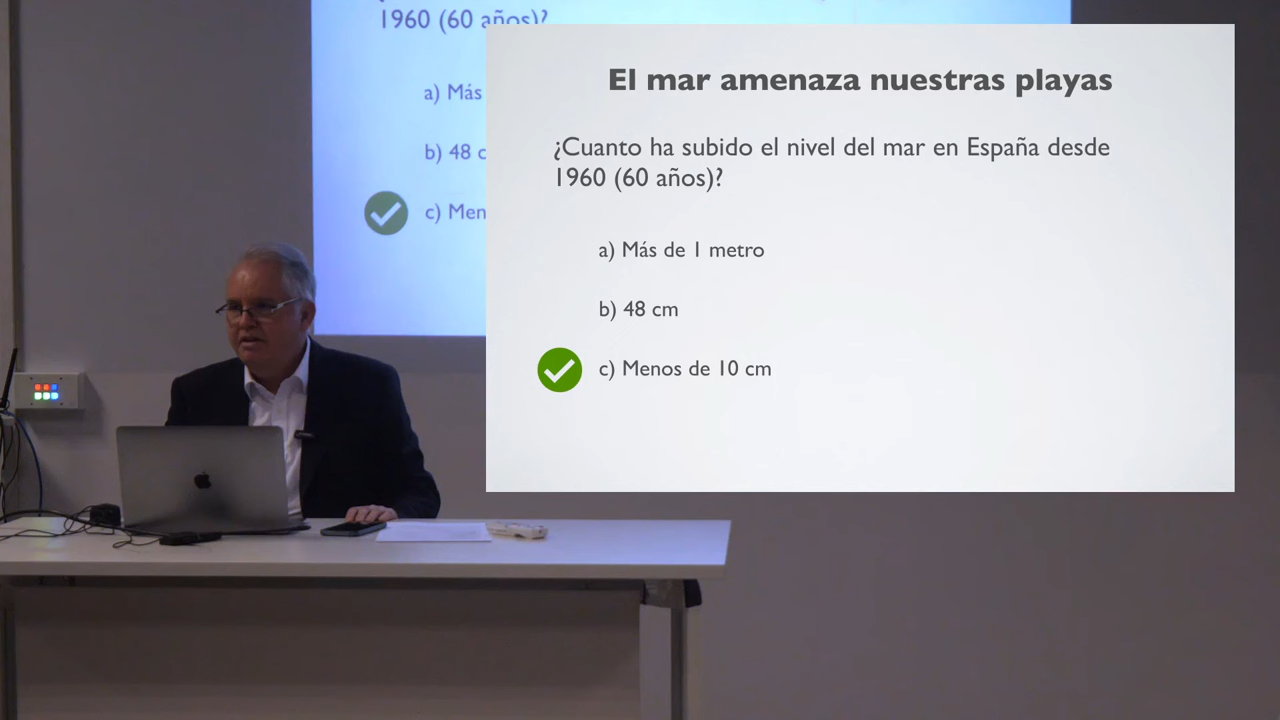 1960 (60 años)?
a) Más
b) 48 c
c) Men
El mar amenaza nuestras playas
¿Cuanto ha subido el nivel del mar en España desde
1960 (60 años)?
a) Más de 1 metro
b) 48 cm
c) Menos de 10 cm